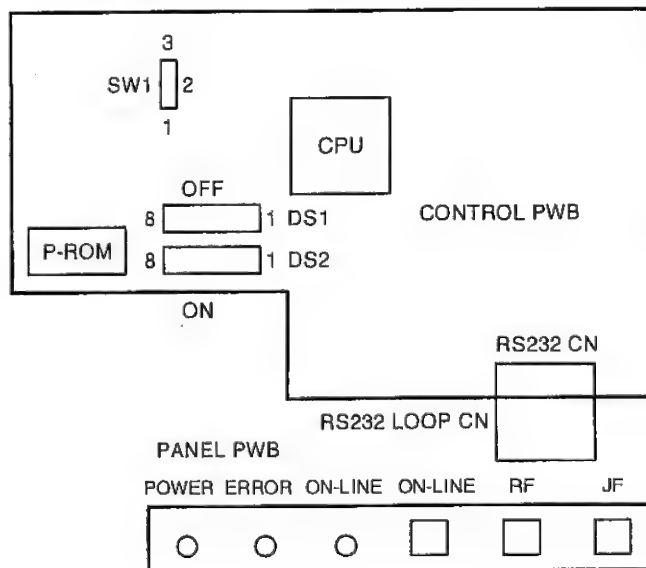 3
SW1 2
1
CPU
OFF
8 1 DS1
CONTROL PWB
P-ROM
8 1 DS2
ON
RS232 CN
RS232 LOOP CN
PANEL PWB
POWER ERROR ON-LINE ON-LINE RF JF